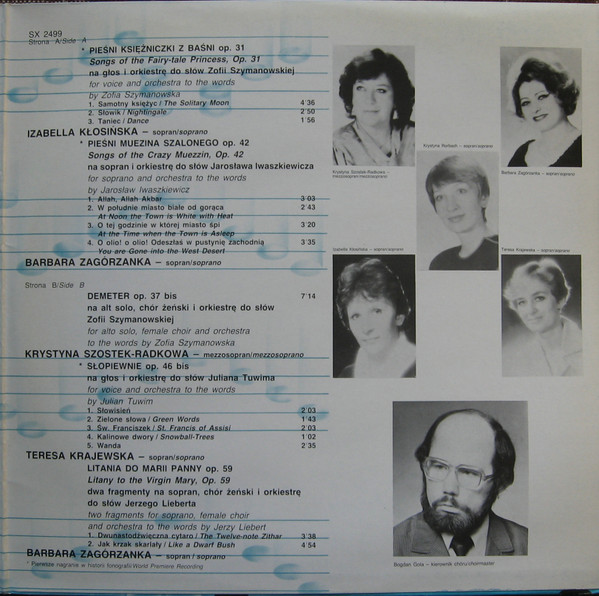 SX 2499
Strona A/Side A
* PIEŚNI KSIĘŻNICZKI Z BAŚNI op. 31
Songs of the Fairy-tale Princess, Op. 31
na głos i orkiestrę do słów Zofii Szymanowskiej
for voice and orchestra to the words
by Zofia Szymanowska
1. Samotny księżyc / The Solitary Moon 4'36
2. Słowik / Nightingale 2'50
3. Taniec / Dance 1'56
IZABELLA KŁOSIŃSKA – sopran/soprano
* PIEŚNI MUEZINA SZALONEGO op. 42
Songs of the Crazy Muezzin, Op. 42
na sopran i orkiestrę do słów Jarosława Iwaszkiewicza
for soprano and orchestra to the words
by Jarosław Iwaszkiewicz
1. Allah, Allah Akbar 3'03
2. W południe miasto białe od gorąca 2'43
At Noon the Town is White with Heat
3. O tej godzinie w której miasto śpi 3'20
At the Time when the Town is Asleep
4. O olio! o olio! Odeszłaś w pustynię zachodnią 3'35
You are Gone into the West Desert
BARBARA ZAGÓRZANKA – sopran/soprano
Strona B/Side B
DEMETER op. 37 bis 7'14
na alt solo, chór żeński i orkiestrę do słów
Zofii Szymanowskiej
for alto solo, female choir and orchestra
to the words by Zofia Szymanowska
KRYSTYNA SZOSTEK-RADKOWA – mezzosopran/mezzosoprano
* SŁOPIEWNIE op. 46 bis
na głos i orkiestrę do słów Juliana Tuwima
for voice and orchestra to the words
by Julian Tuwim
1. Słowisień 2'03
2. Zielone słowa / Green Words 1'43
3. Św. Franciszek / St. Francis of Assisi 2'03
4. Kalinowe dwory / Snowball-Trees 1'02
5. Wanda 2'35
TERESA KRAJEWSKA – sopran/soprano
LITANIA DO MARII PANNY op. 59
Litany to the Virgin Mary, Op. 59
dwa fragmenty na sopran, chór żeński i orkiestrę
do słów Jerzego Lieberta
two fragments for soprano, female choir
and orchestra to the words by Jerzy Liebert
1. Dwunastodźwięczna cytaro / The Twelve-note Zithar 3'38
2. Jak krzak skarlały / Like a Dwarf Bush 4'54
BARBARA ZAGÓRZANKA – sopran / soprano
* Pierwsze nagranie w historii fonografii/World Premiere Recording
Krystyna Szostek-Radkowa –
mezzosopran/mezzosoprano
Krystyna – sopran/soprano
Barbara Zagórzanka – sopran/soprano
Izabella Kłosińska – sopran/soprano
Teresa Krajewska – sopran/soprano
Bogdan Gola – kierownik chóru/choirmaster